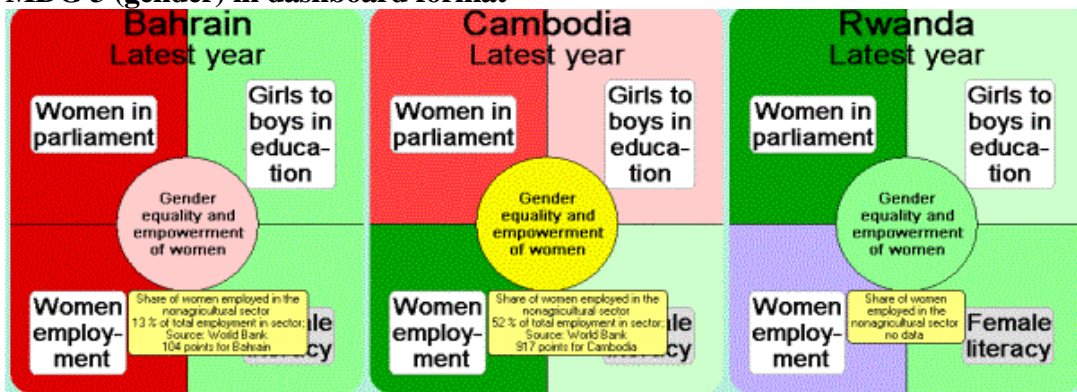 MDG 3 (gender) in dashboard format
Bahrain
Latest year
Women in
parliament
Girls to
boys in
educa-
tion
Gender
equality and
empowerment
of women
Women
employ-
ment
Share of women employed in the
nonagricultural sector
13 % of total employment in sector;
Source: World Bank
104 points for Bahrain
ale
acy
Cambodia
Latest year
Women in
parliament
Girls to
boys in
educa-
tion
Gender
equality and
empowerment
of women
Women
employ-
ment
Share of women employed in the
nonagricultural sector
52 % of total employment in sector;
Source: World Bank
917 points for Cambodia
ale
acy
Rwanda
Latest year
Women in
parliament
Girls to
boys in
educa-
tion
Gender
equality and
empowerment
of women
Women
employ-
ment
Share of women
employed in the
nonagricultural sector
no data
Female
literacy